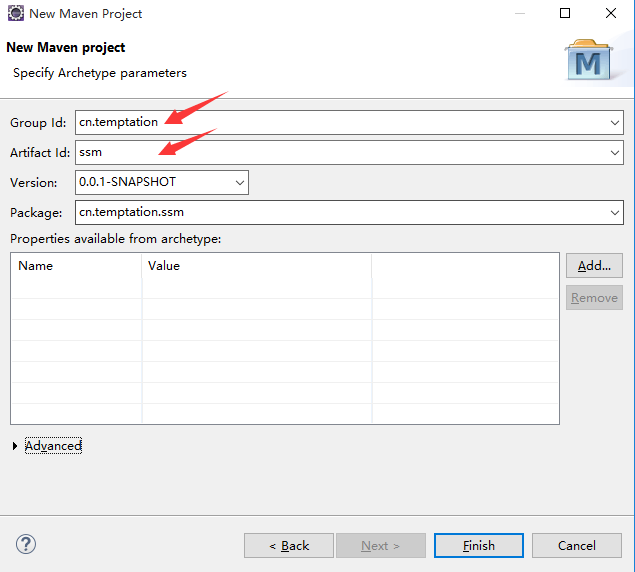 New Maven Project
New Maven project
Specify Archetype parameters
M
Group Id: cn.temptation
Artifact Id: ssm
Version: 0.0.1-SNAPSHOT
Package: cn.temptation.ssm
Properties available from archetype:
Name Value
Add...
Remove
Advanced
? < Back Next > Finish Cancel